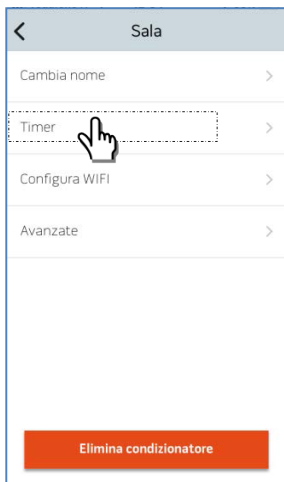 Sala
Cambia nome
Timer
Configura WIFI
Avanzate
Elimina condizionatore